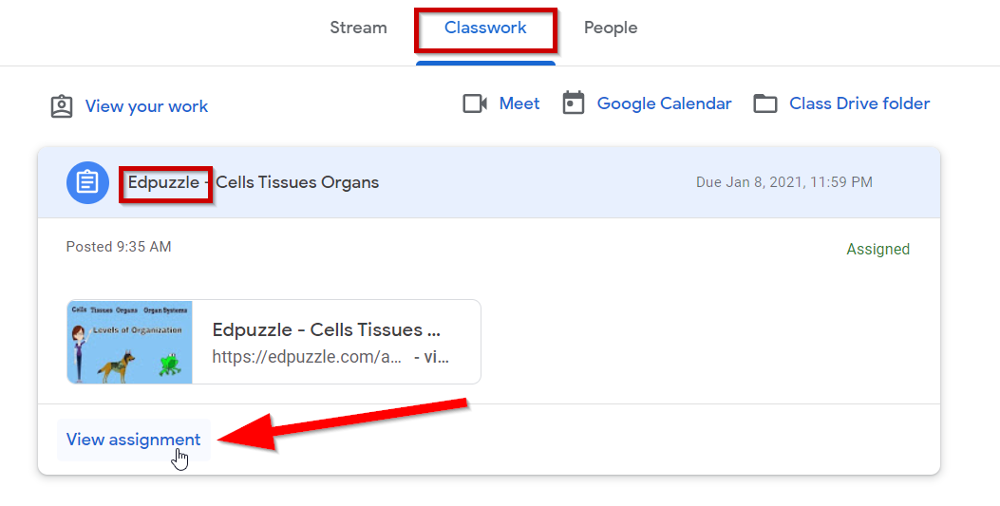 Stream Classwork People
View your work Meet Google Calendar Class Drive folder
Edpuzzle - Cells Tissues Organs Due Jan 8, 2021, 11:59 PM
Posted 9:35 AM Assigned
Cells Tissues Organs Organ Systems
Levels of Organization
Edpuzzle - Cells Tissues ...
https://edpuzzle.com/a... - vi...
View assignment